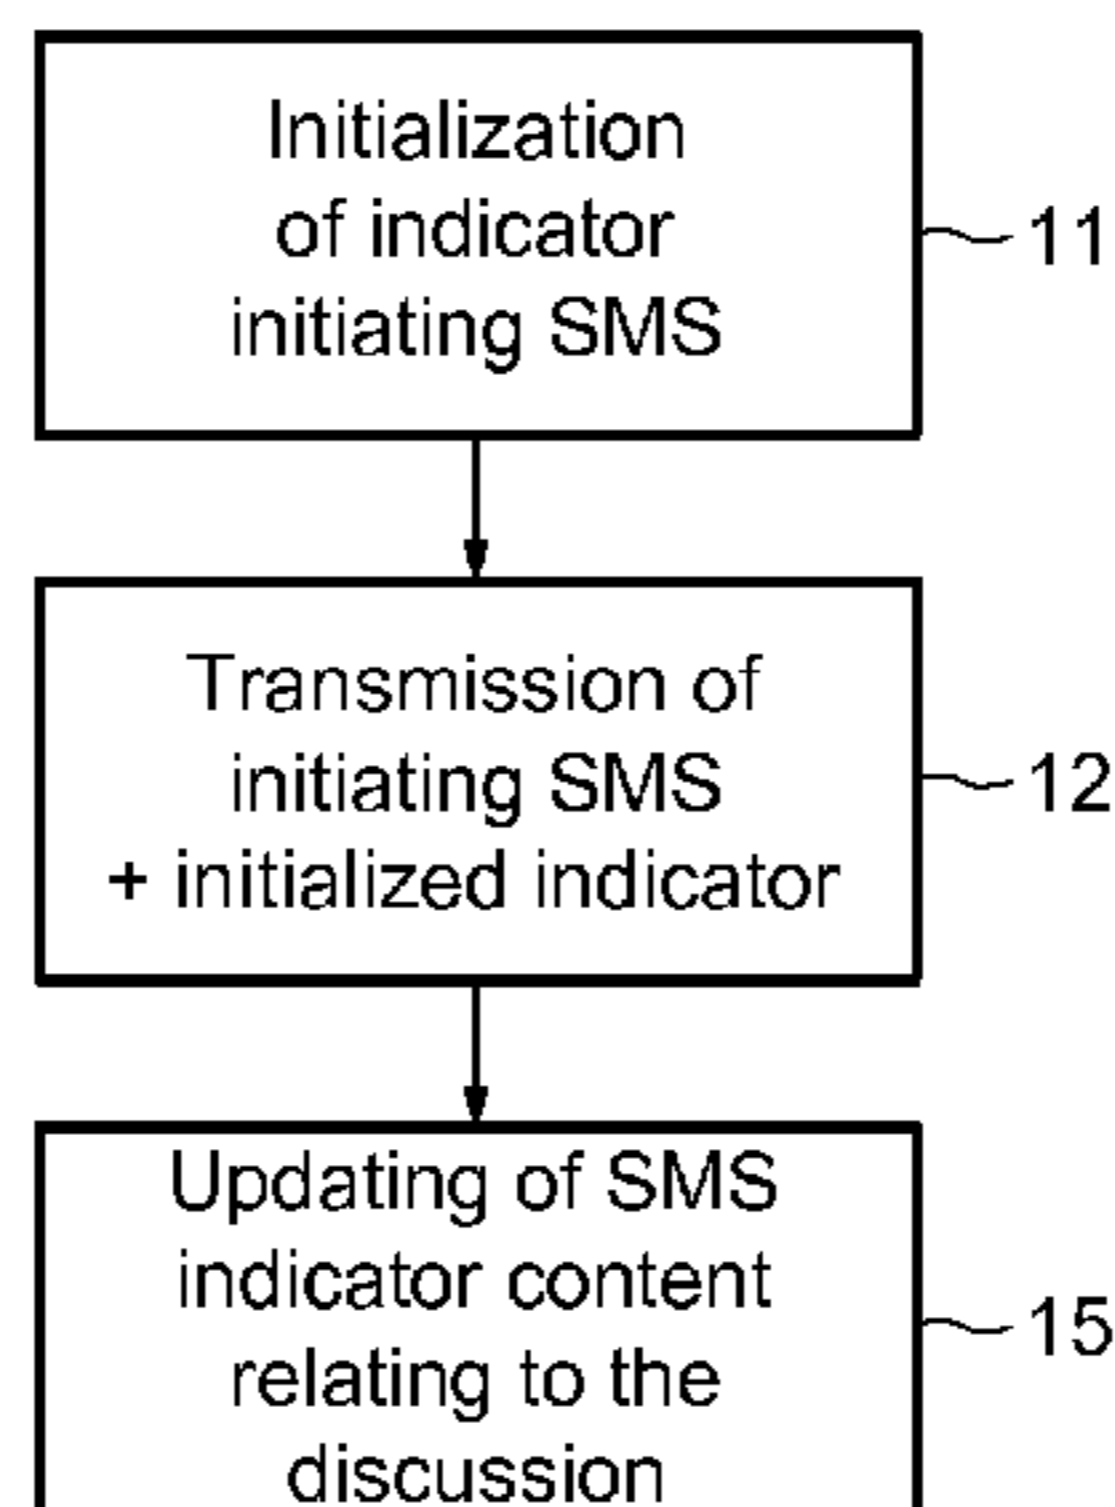 Initialization
of indicator
initiating SMS
11
Transmission of
initiating SMS
+ initialized indicator
12
Updating of SMS
indicator content
relating to the
discussion
15